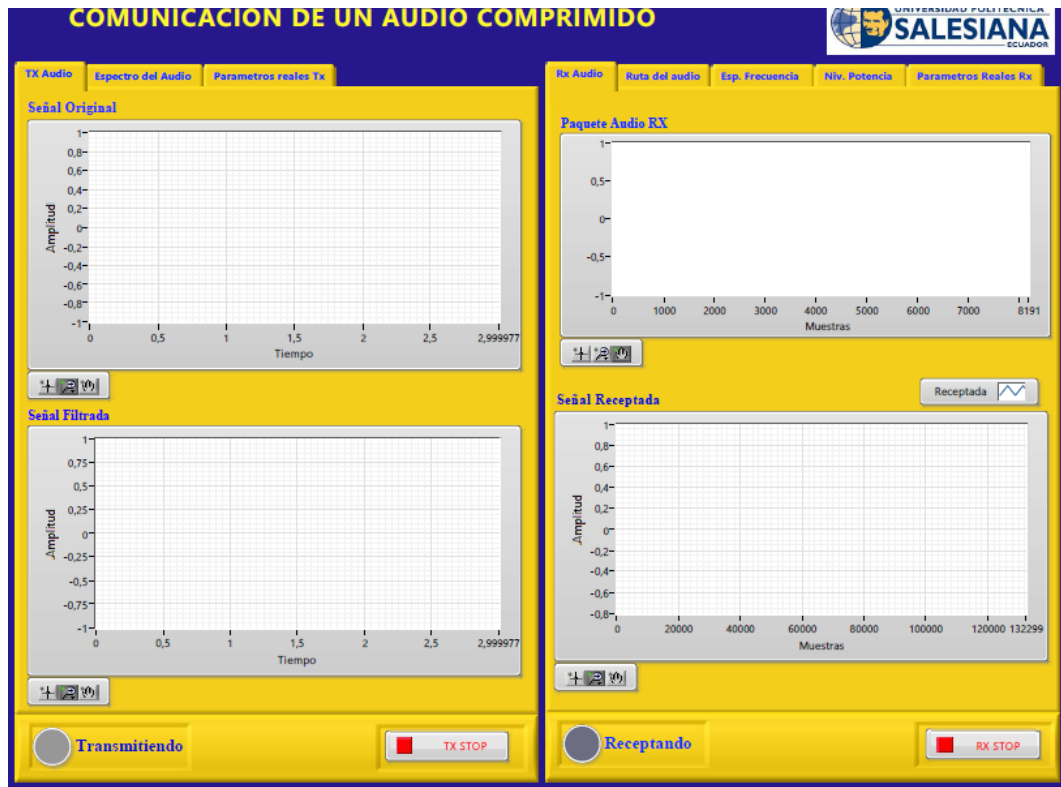 COMUNICACIÓN DE UN AUDIO COMPRIMIDO
UNIVERSIDAD POLITÉCNICA
SALESIANA
ECUADOR
TX Audio
Espectro del Audio
Parametros reales Tx
Señal Original
1
0,8
0,6
0,4
0,2
0
-0,2
-0,4
-0,6
-0,8
-1
Amplitud
0 0,5 1 1,5 2 2,5 2,999977
Tiempo
Señal Filtrada
1
0,75
0,5
0,25
0
-0,25
-0,5
-0,75
-1
Amplitud
0 0,5 1 1,5 2 2,5 2,999977
Tiempo
Transmitiendo
TX STOP
Rx Audio
Ruta del audio
Esp. Frecuencia
Niv. Potencia
Parametros Reales Rx
Paquete Audio RX
1
0,5
0
-0,5
-1
0 1000 2000 3000 4000 5000 6000 7000 8191
Muestras
Receptada
Señal Receptada
1
0,8
0,6
0,4
0,2
0
-0,2
-0,4
-0,6
-0,8
Amplitud
0 20000 40000 60000 80000 100000 120000 132299
Muestras
Receptando
RX STOP